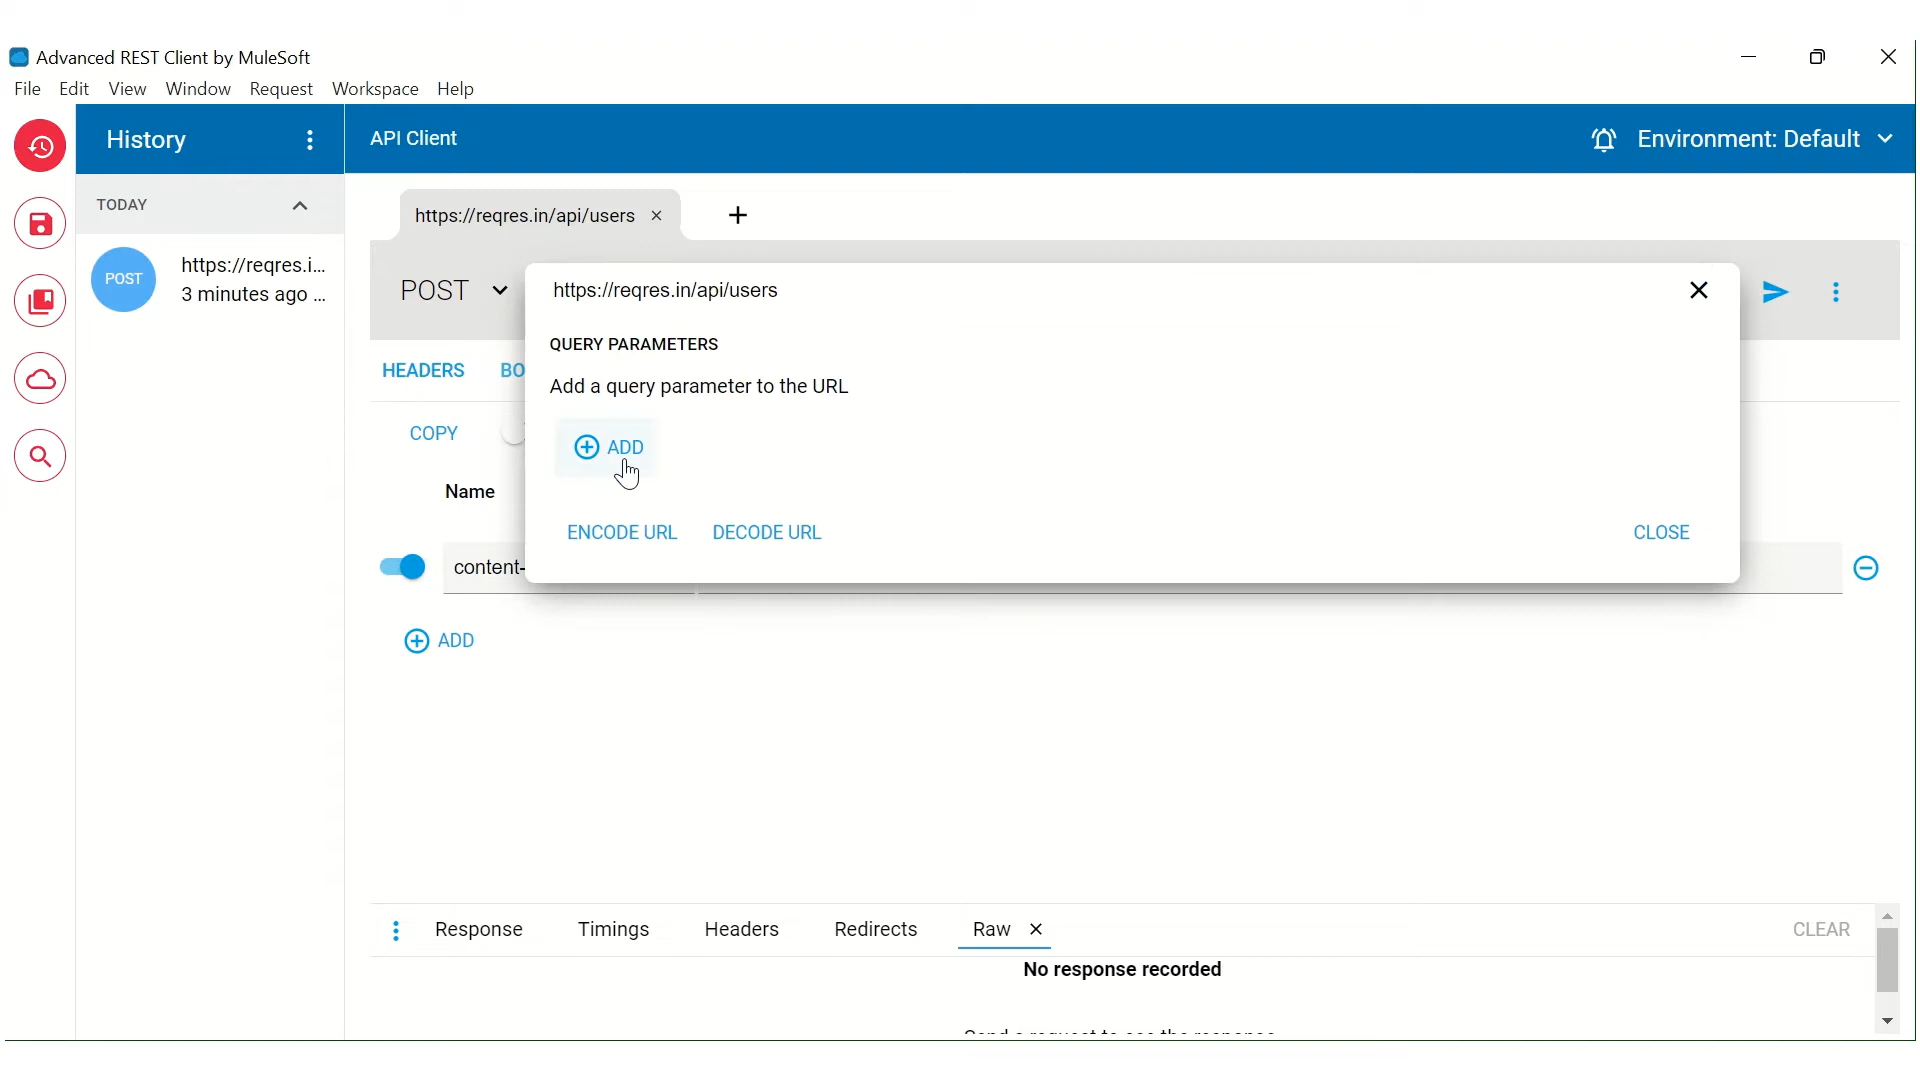 Advanced REST Client by MuleSoft
File Edit View Window Request Workspace Help
History
API Client
Environment: Default
TODAY
https://reqres.in/api/users
POST
https://reqres.i...
3 minutes ago ...
POST
https://reqres.in/api/users
QUERY PARAMETERS
HEADERS BO
Add a query parameter to the URL
COPY
ADD
Name
ENCODE URL DECODE URL CLOSE
content-
ADD
Response Timings Headers Redirects Raw CLEAR
No response recorded